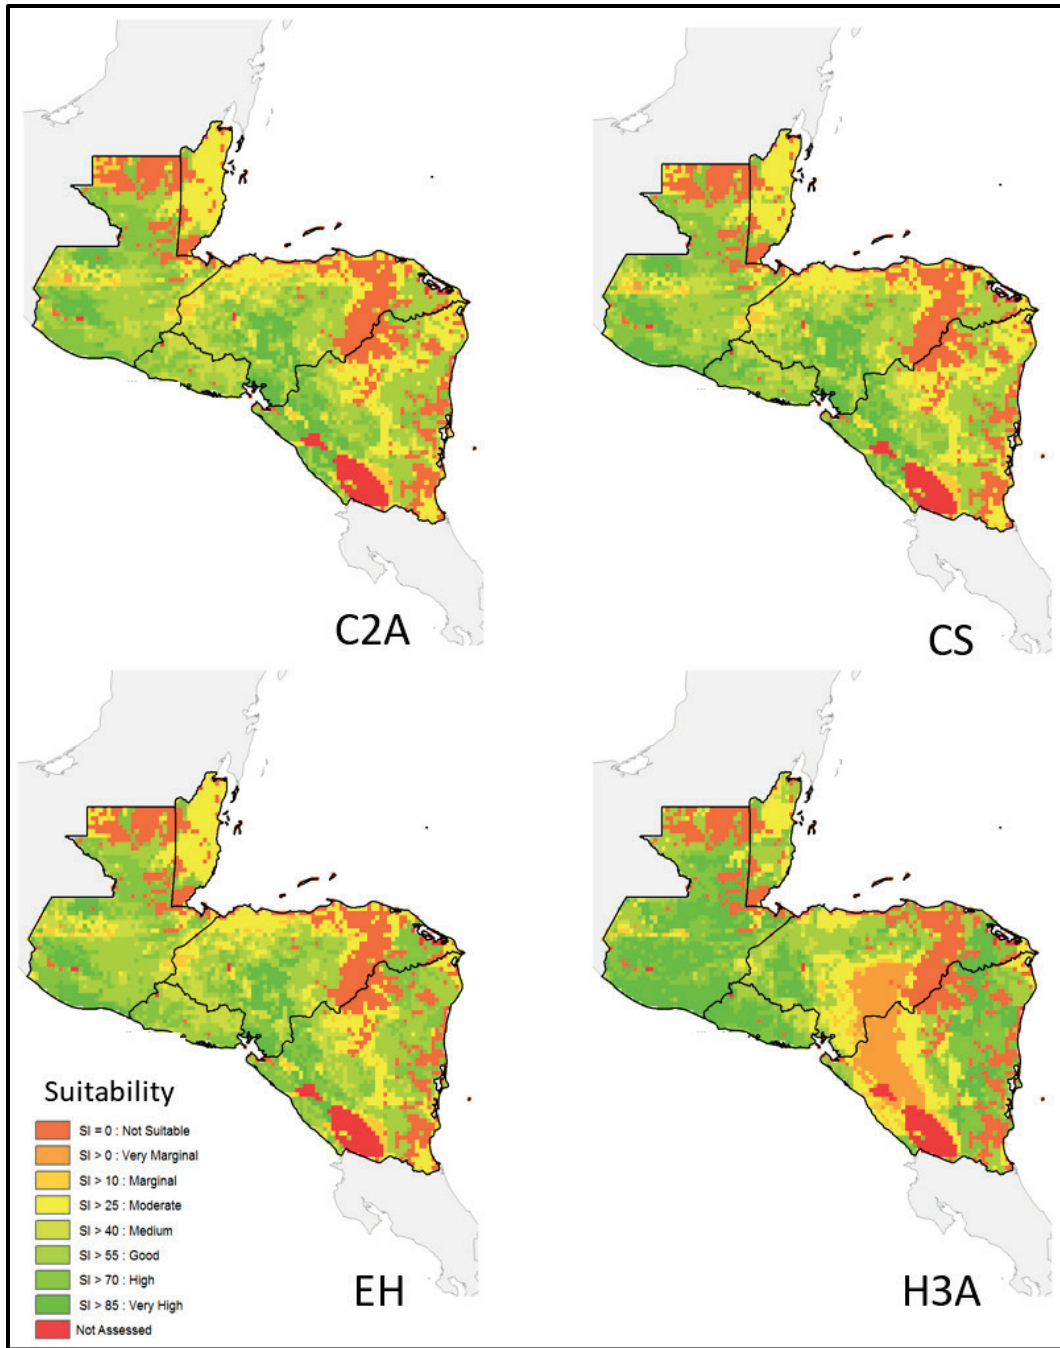 C2A
CS
Suitability
SI = 0 : Not Suitable
SI > 0 : Very Marginal
SI > 10 : Marginal
SI > 25 : Moderate
SI > 40 : Medium
SI > 55 : Good
SI > 70 : High
SI > 85 : Very High
Not Assessed
EH
H3A